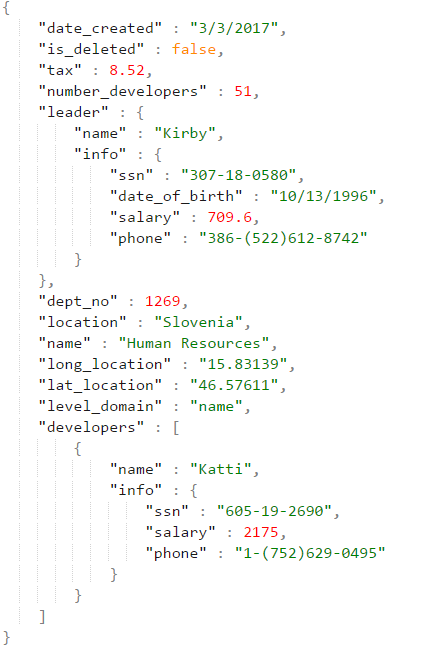 {
    "date_created" : "3/3/2017",
    "is_deleted" : false,
    "tax" : 8.52,
    "number_developers" : 51,
    "leader" : {
        "name" : "Kirby",
        "info" : {
            "ssn" : "307-18-0580",
            "date_of_birth" : "10/13/1996",
            "salary" : 709.6,
            "phone" : "386-(522)612-8742"
        }
    },
    "dept_no" : 1269,
    "location" : "Slovenia",
    "name" : "Human Resources",
    "long_location" : "15.83139",
    "lat_location" : "46.57611",
    "level_domain" : "name",
    "developers" : [
        {
            "name" : "Katti",
            "info" : {
                "ssn" : "605-19-2690",
                "salary" : 2175,
                "phone" : "1-(752)629-0495"
            }
        }
    ]
}